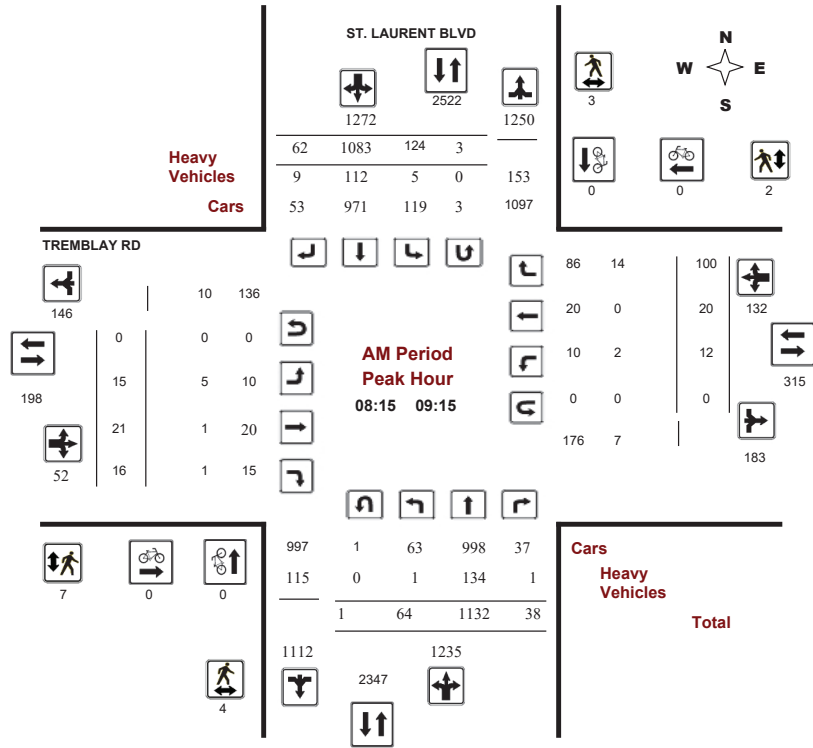 ST. LAURENT BLVD
N
W E
S
2522
3
1272 1250
62 1083 124 3
Heavy
Vehicles
9 112 5 0 153
0 0 2
Cars 53 971 119 3 1097
TREMBLAY RD
86 14 100
146 10 136
20 0 20 132
0 0 0
AM Period
Peak Hour
10 2 12
15 5 10
198 315
08:15 09:15
0 0 0
21 1 20
176 7
183
52 16 1 15
997 1 63 998 37 Cars
115 0 1 134 1 Heavy
Vehicles
7 0 0
1 64 1132 38 Total
1112 1235
2347
4